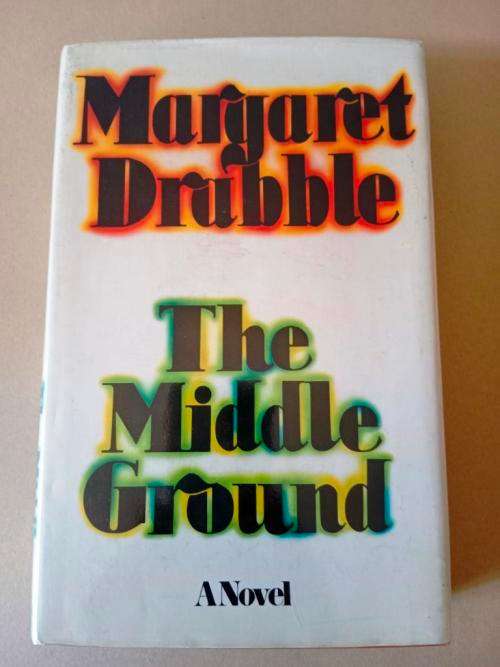 Margaret
Drabble
The
Middle
Ground
A Novel